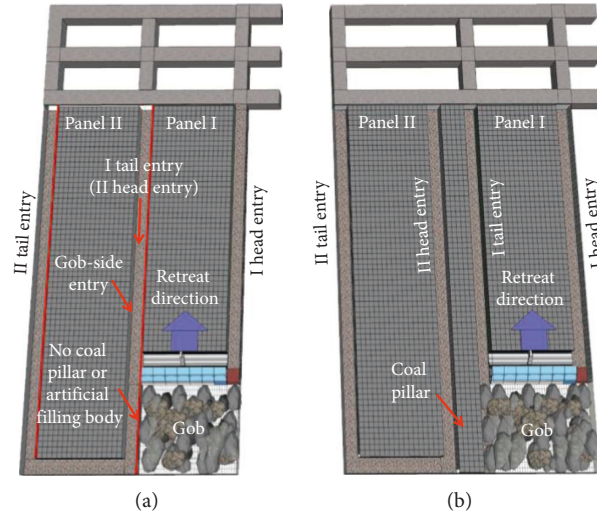 Panel II
Panel I
I tail entry
(II head entry)
II tail entry
I head entry
Gob-side
entry
Retreat
direction
No coal
pillar or
artificial
filling body
Gob
(a)
Panel II
Panel I
II tail entry
II head entry
I tail entry
I head entry
Retreat
direction
Coal
pillar
Gob
(b)